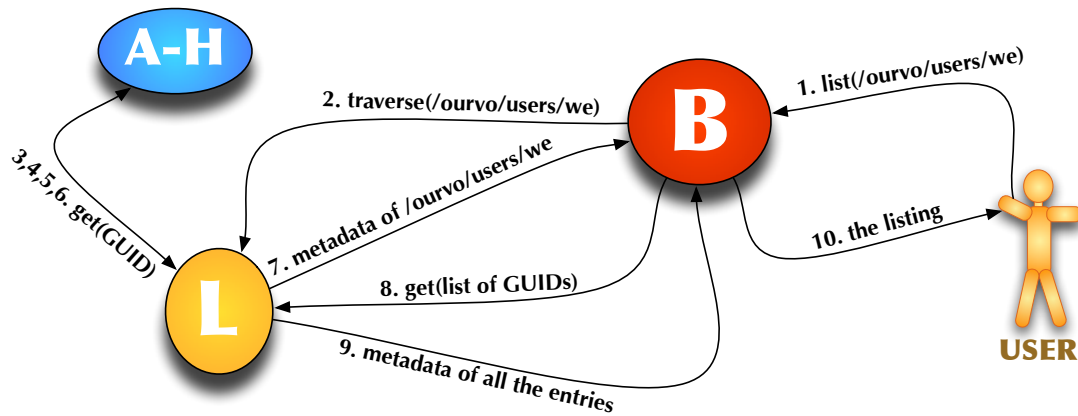 A-H
B
1. list(/ourvo/users/we)
2. traverse(/ourvo/users/we)
3,4,5,6. get(GUID)
7. metadata of /ourvo/users/we
10. the listing
8. get(list of GUIDs)
L
9. metadata of all the entries
USER